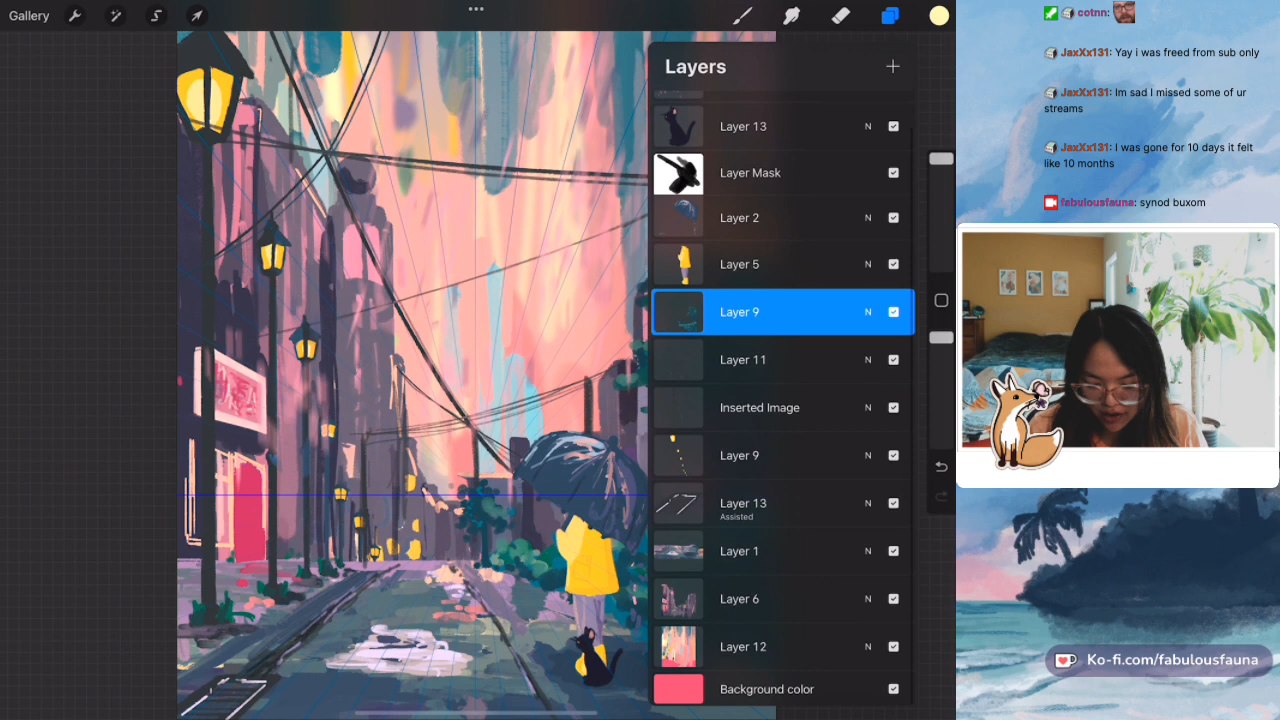 Gallery
Layers
Layer 13
N
Layer Mask
Layer 2
N
Layer 5
N
Layer 9
N
Layer 11
N
Inserted Image
N
Layer 9
N
Layer 13
Assisted
N
Layer 1
N
Layer 6
N
Layer 12
N
Background color
cotnn:
JaxXx131: Yay i was freed from sub only
JaxXx131: Im sad I missed some of ur
streams
JaxXx131: I was gone for 10 days it felt
like 10 months
fabulousfauna: synod buxom
Ko-fi.com/fabulousfauna